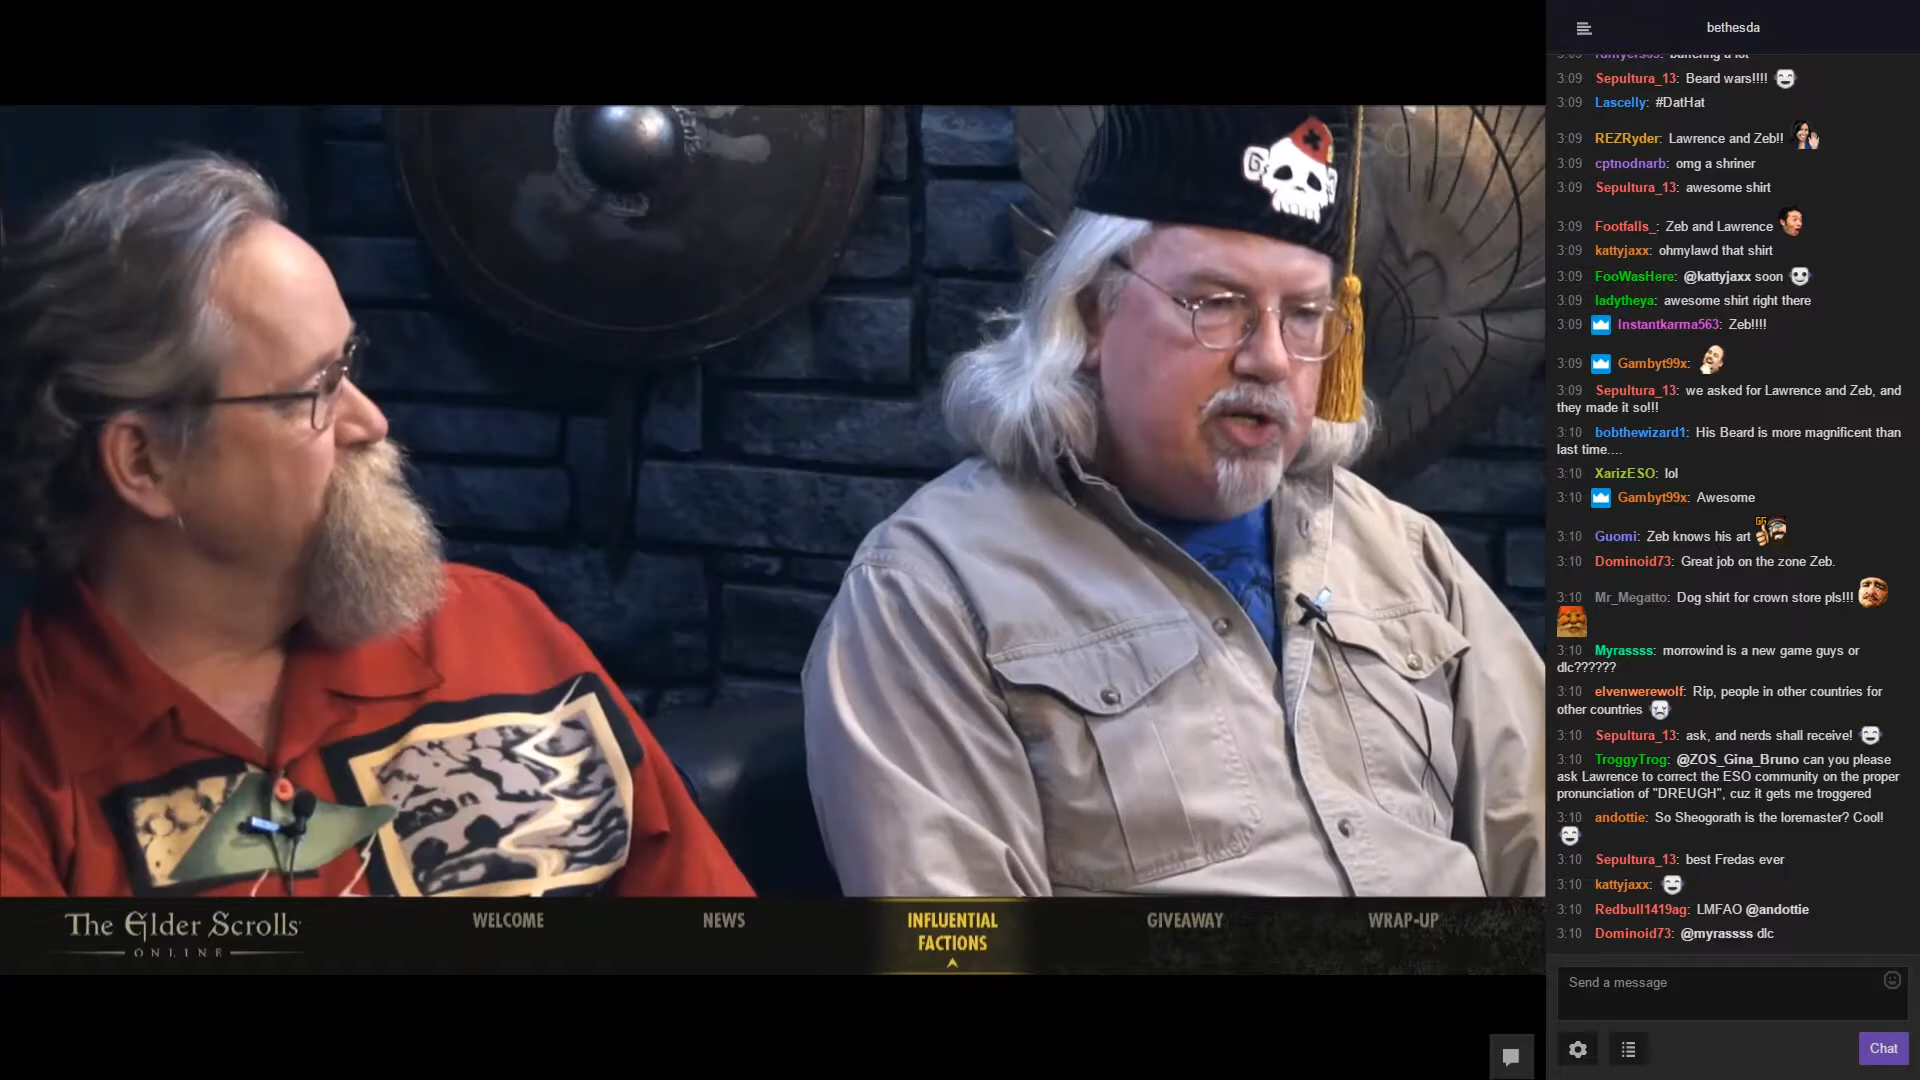 bethesda
3:09 Sepultura_13: Beard wars!!!!
3:09 Lascelly: #DatHat
3:09 REZRyder: Lawrence and Zeb!!
3:09 cptnodnarb: omg a shriner
3:09 Sepultura_13: awesome shirt
3:09 Footfalls_: Zeb and Lawrence
3:09 kattyjaxx: ohmylawd that shirt
3:09 FooWasHere: @kattyjaxx soon
3:09 ladytheya: awesome shirt right there
3:09 Instantkarma563: Zeb!!!!
3:09 Gambyt99x:
3:09 Sepultura_13: we asked for Lawrence and Zeb, and
they made it so!!!
3:10 bobthewizard1: His Beard is more magnificent than
last time....
3:10 XarizESO: lol
3:10 Gambyt99x: Awesome
3:10 Guomi: Zeb knows his art
3:10 Dominoid73: Great job on the zone Zeb.
3:10 Mr_Megatto: Dog shirt for crown store pls!!!
3:10 Myrassss: morrowind is a new game guys or
dlc??????
3:10 elvenwerewolf: Rip, people in other countries for
other countries
3:10 Sepultura_13: ask, and nerds shall receive!
3:10 TroggyTrog: @ZOS_Gina_Bruno can you please
ask Lawrence to correct the ESO community on the proper
pronunciation of "DREUGH", cuz it gets me troggered
3:10 andottie: So Sheogorath is the loremaster? Cool!
3:10 Sepultura_13: best Fredas ever
3:10 kattyjaxx:
3:10 Redbull1419ag: LMFAO @andottie
3:10 Dominoid73: @myrassss dlc
Send a message
Chat
The Elder Scrolls
ONLINE
WELCOME
NEWS
INFLUENTIAL
FACTIONS
GIVEAWAY
WRAP-UP